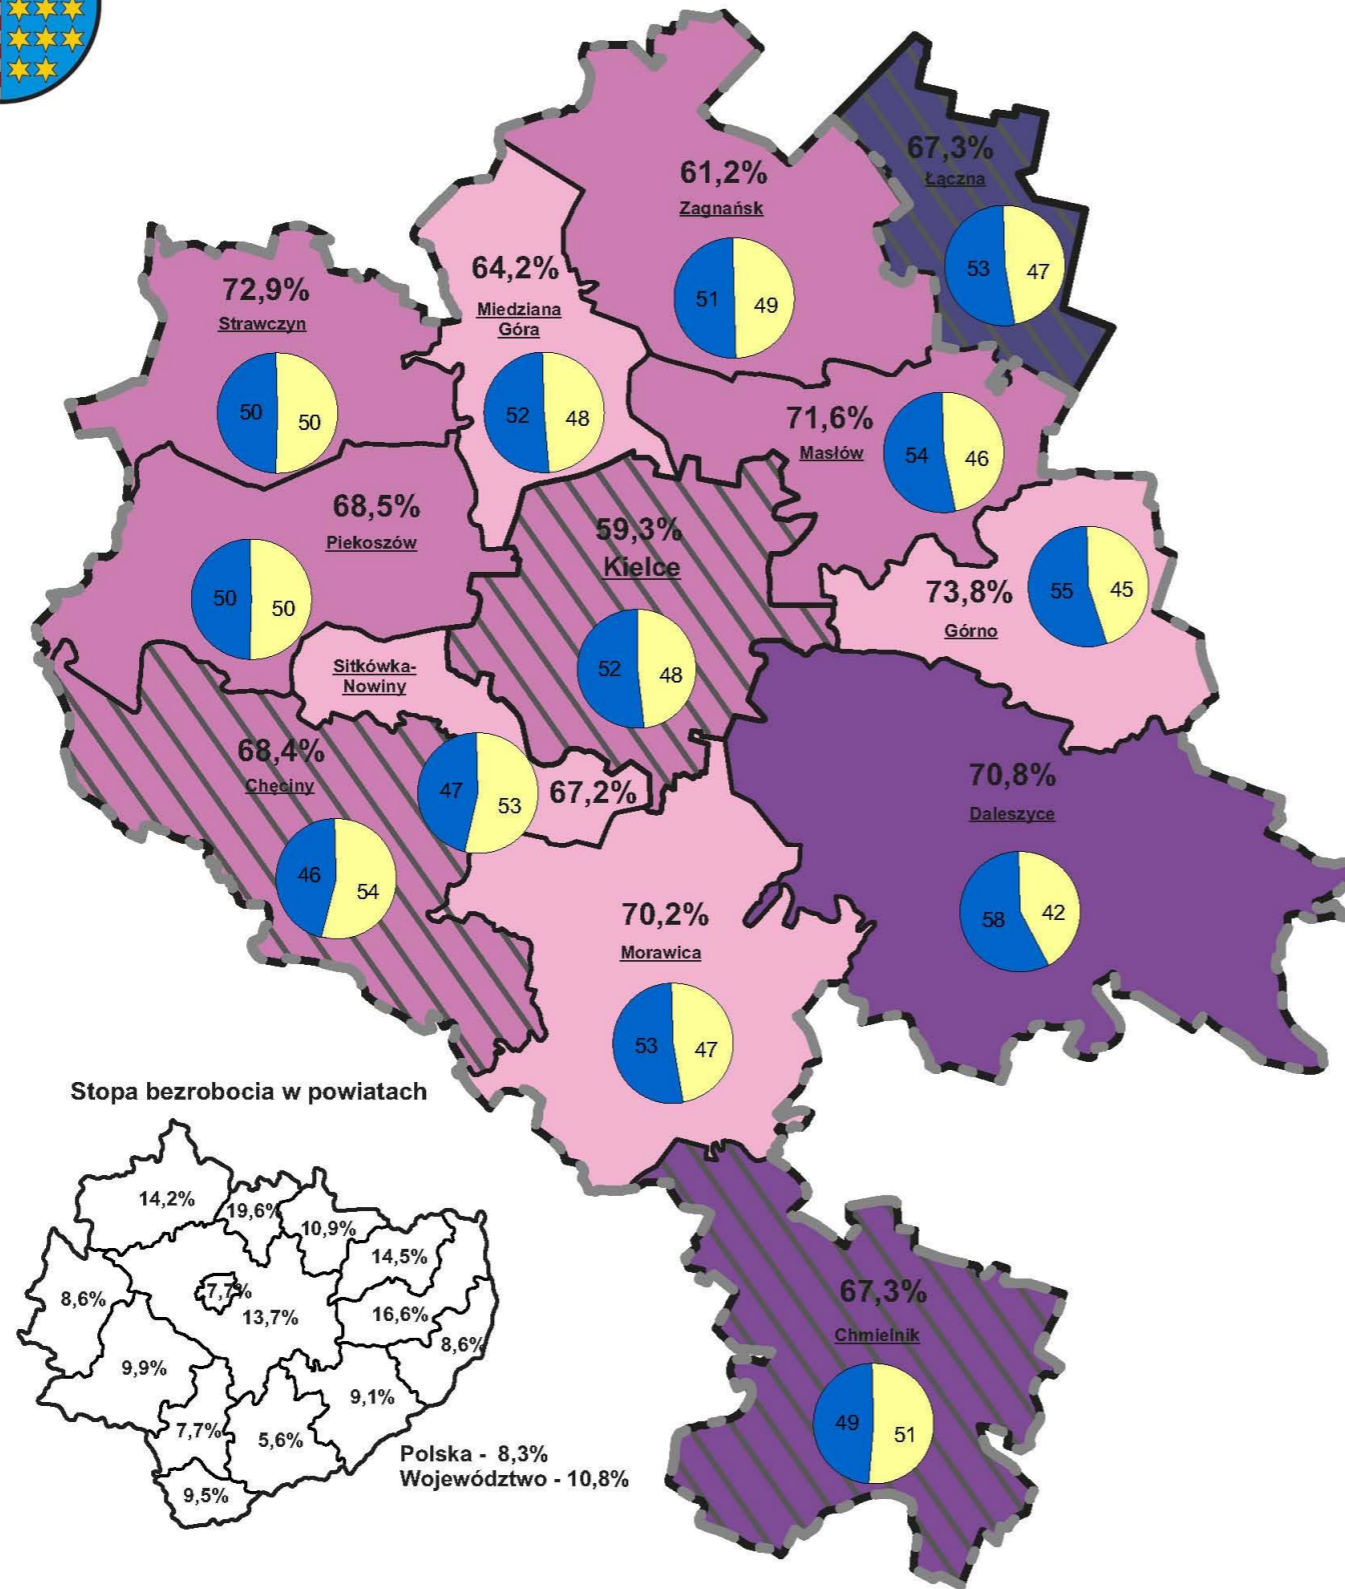 67,3%
Łączna
53
47
61,2%
Zagnańsk
51
49
64,2%
Miedziana
Góra
52
48
72,9%
Strawczyn
50
50
71,6%
Masłów
54
46
68,5%
Piekoszów
50
50
59,3%
Kielce
52
48
73,8%
Górno
55
45
Sitkówka-
Nowiny
67,2%
47
53
68,4%
Chęciny
46
54
70,8%
Daleszyce
58
42
70,2%
Morawica
53
47
67,3%
Chmielnik
49
51
Stopa bezrobocia w powiatach
14,2%
19,6%
10,9%
14,5%
8,6%
7,7%
13,7%
16,6%
8,6%
9,9%
9,1%
7,7%
5,6%
9,5%
Polska - 8,3%
Województwo - 10,8%